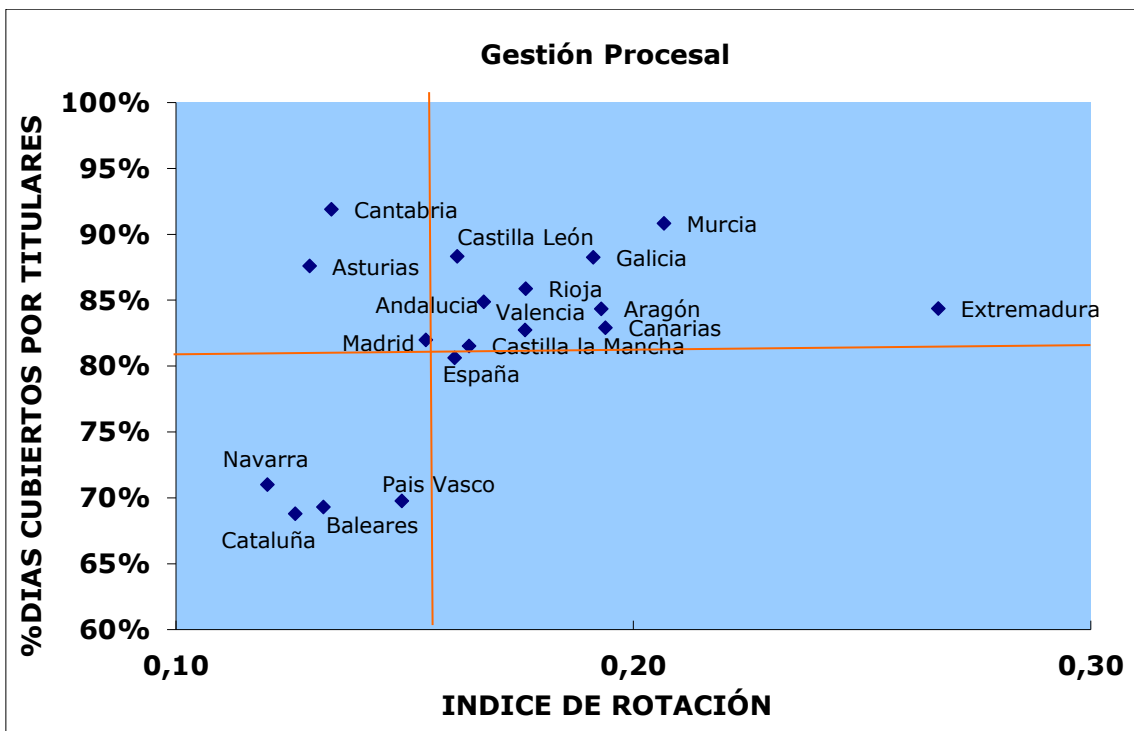 Gestión Procesal
%DIAS CUBIERTOS POR TITULARES
100%
95%
90%
85%
80%
75%
70%
65%
60%
Cantabria
Murcia
Castilla León
Galicia
Asturias
Rioja
Andalucia
Valencia
Aragón
Extremadura
Canarias
Madrid
Castilla la Mancha
España
Navarra
Pais Vasco
Baleares
Cataluña
0,10
0,20
0,30
INDICE DE ROTACIÓN